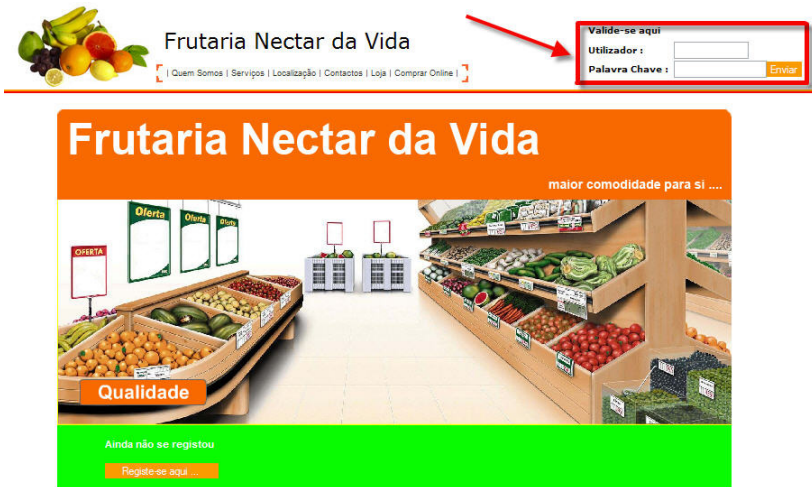 Valide-se aqui
Frutaria Nectar da Vida
Utilizador :
Palavra Chave :
Enviar
| Quem Somos | Serviços | Localização | Contactos | Loja | Comprar Online |
Frutaria Nectar da Vida
maior comodidade para si ....
Oferta
Oferta
Oferta
OFERTA
Qualidade
Ainda não se registou
Registe-se aqui ...